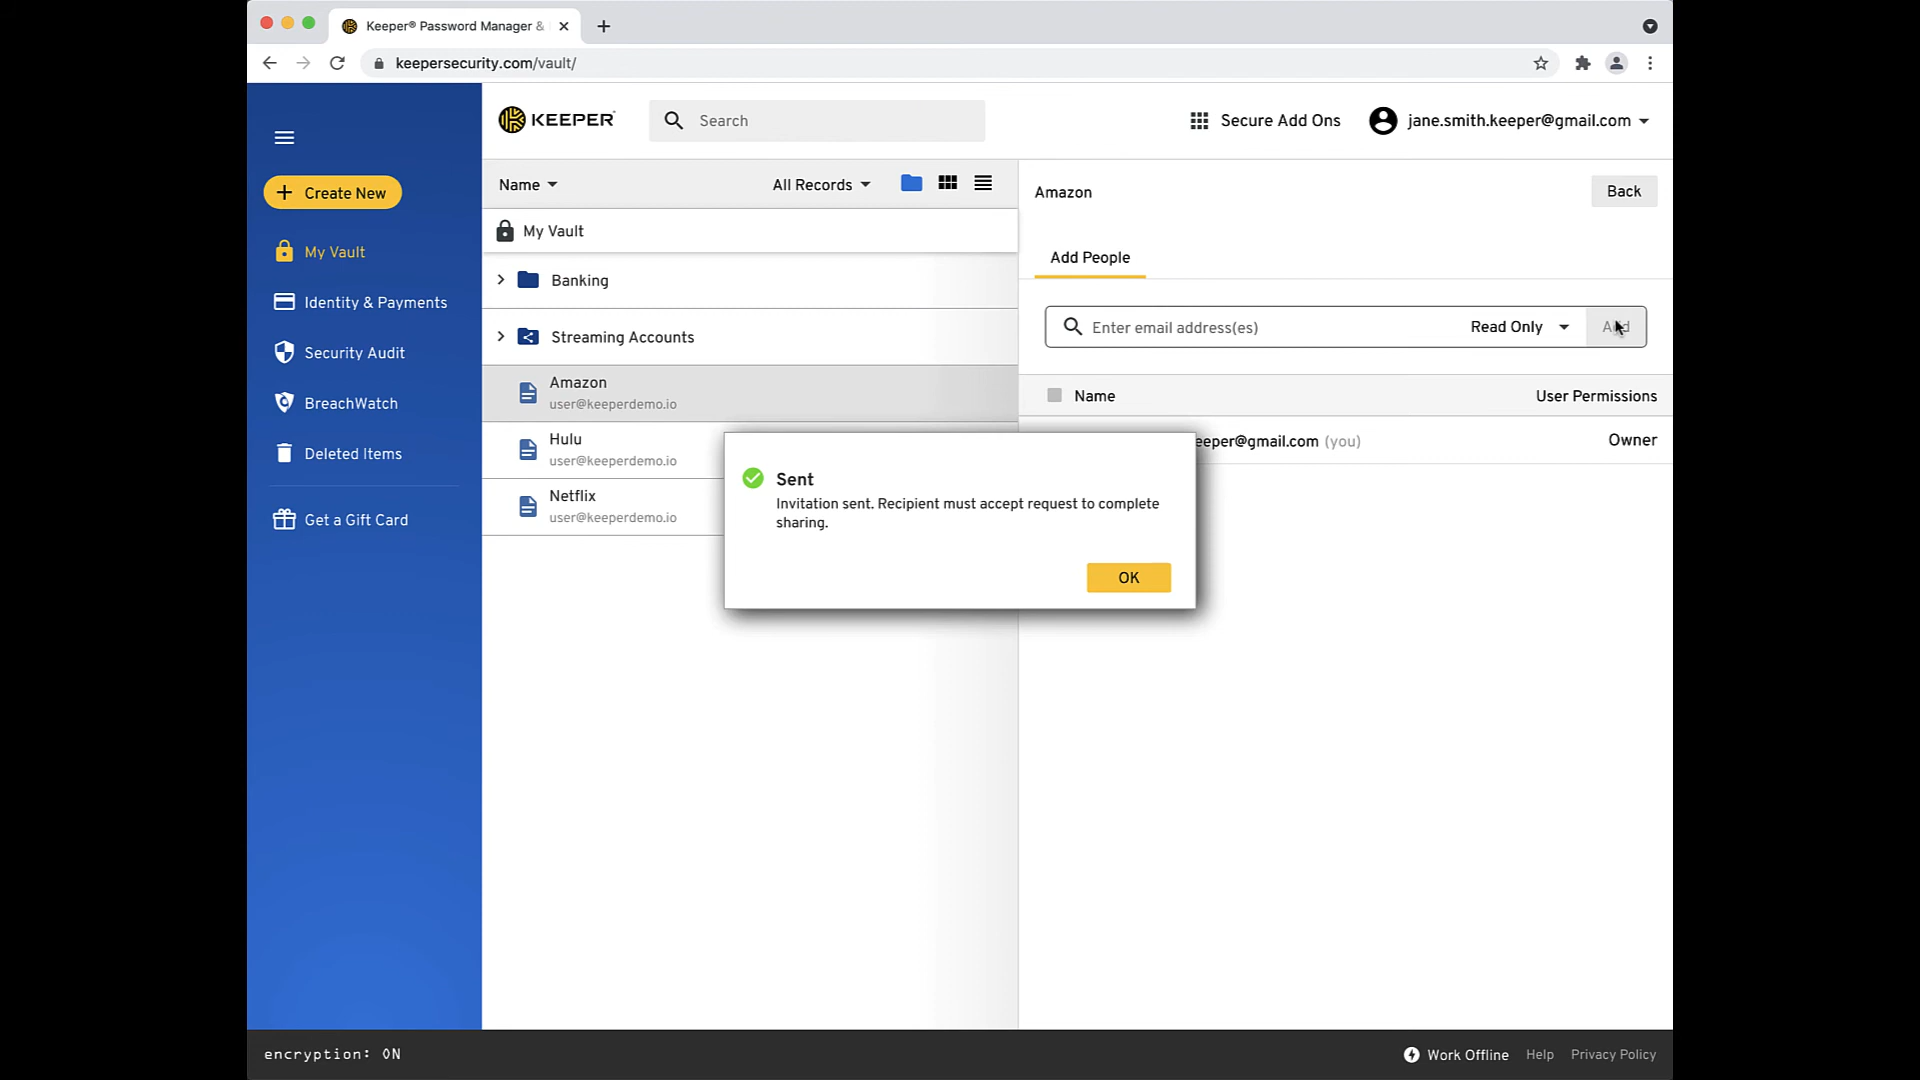 Keeper® Password Manager &
keepersecurity.com/vault/
KEEPER
Search
Secure Add Ons
jane.smith.keeper@gmail.com
Create New
My Vault
Identity & Payments
Security Audit
BreachWatch
Deleted Items
Get a Gift Card
Name
All Records
My Vault
Banking
Streaming Accounts
Amazon
user@keeperdemo.io
Hulu
user@keeperdemo.io
Netflix
user@keeperdemo.io
Amazon
Back
Add People
Enter email address(es)
Read Only
Name
User Permissions
eeper@gmail.com (you)
Owner
Sent
Invitation sent. Recipient must accept request to complete
sharing.
OK
encryption: ON
Work Offline
Help
Privacy Policy